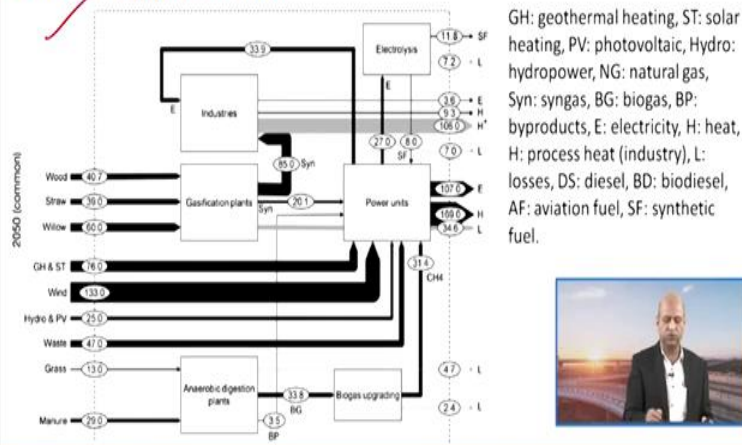 GH: geothermal heating, ST: solar
heating, PV: photovoltaic, Hydro:
hydropower, NG: natural gas,
Syn: syngas, BG: biogas, BP:
byproducts, E: electricity, H: heat,
H: process heat (industry), L:
losses, DS: diesel, BD: biodiesel,
AF: aviation fuel, SF: synthetic
fuel.
2050 (common)
33.9
Electrolysis
11.8 SF
7.2 L
E
Industries
E
3.6 E
9.3 H
106.0 H*
27.0
8.0
SF
7.0 L
85.0 Syn
Wood 40.7
Straw 39.0
Willow 60.0
Gasification plants
Syn
20.1
Power units
107.0 E
169.0 H
34.6 L
GH & ST 76.0
31.4
CH4
Wind 133.0
Hydro & PV 25.0
Waste 47.0
Grass 13.0
Anaerobic digestion
plants
33.8
BG
Biogas upgrading
4.7 L
Manure 29.0
3.5
BP
2.4 L